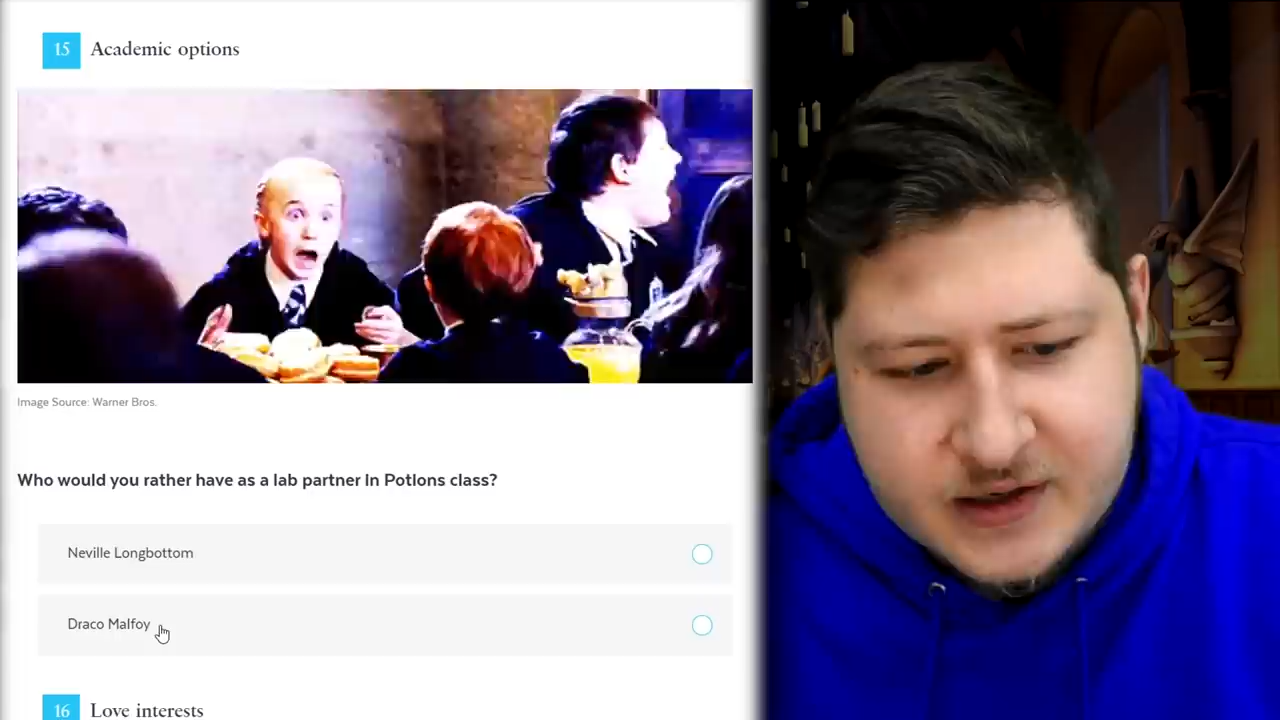 15 Academic options
Image Source: Warner Bros.
Who would you rather have as a lab partner in Potions class?
Neville Longbottom
Draco Malfoy
16 Love interests